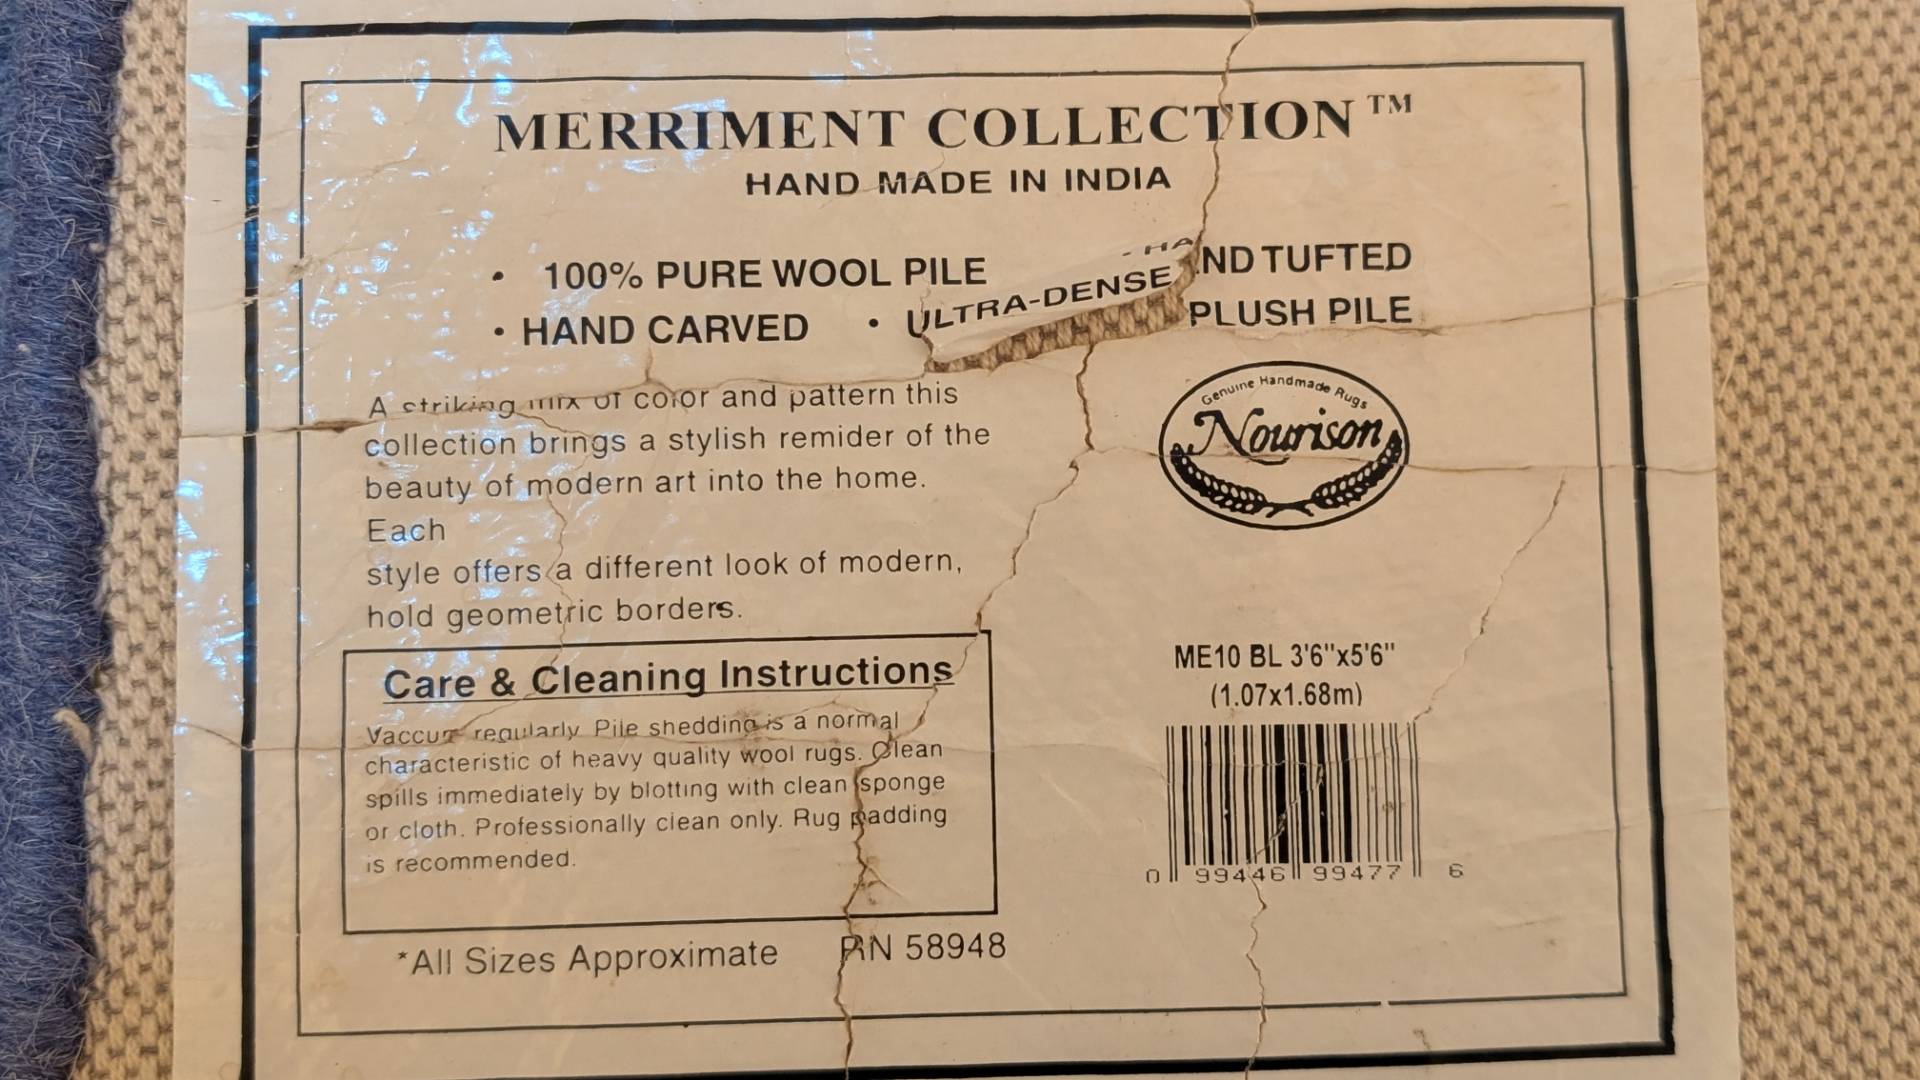 MERRIMENT COLLECTION™
HAND MADE IN INDIA
• 100% PURE WOOL PILE • HAND TUFTED
• HAND CARVED • ULTRA-DENSE PLUSH PILE
A striking mix of color and pattern this
collection brings a stylish remider of the
beauty of modern art into the home.
Each
style offers a different look of modern,
hold geometric borders.
Genuine Handmade Rugs
Nourison
Care & Cleaning Instructions
Vaccum regularly Pile shedding is a normal
characteristic of heavy quality wool rugs. Clean
spills immediately by blotting with clean sponge
or cloth. Professionally clean only. Rug padding
is recommended.
ME10 BL 3'6"x5'6"
(1.07x1.68m)
0 99446 99477 6
*All Sizes Approximate RN 58948